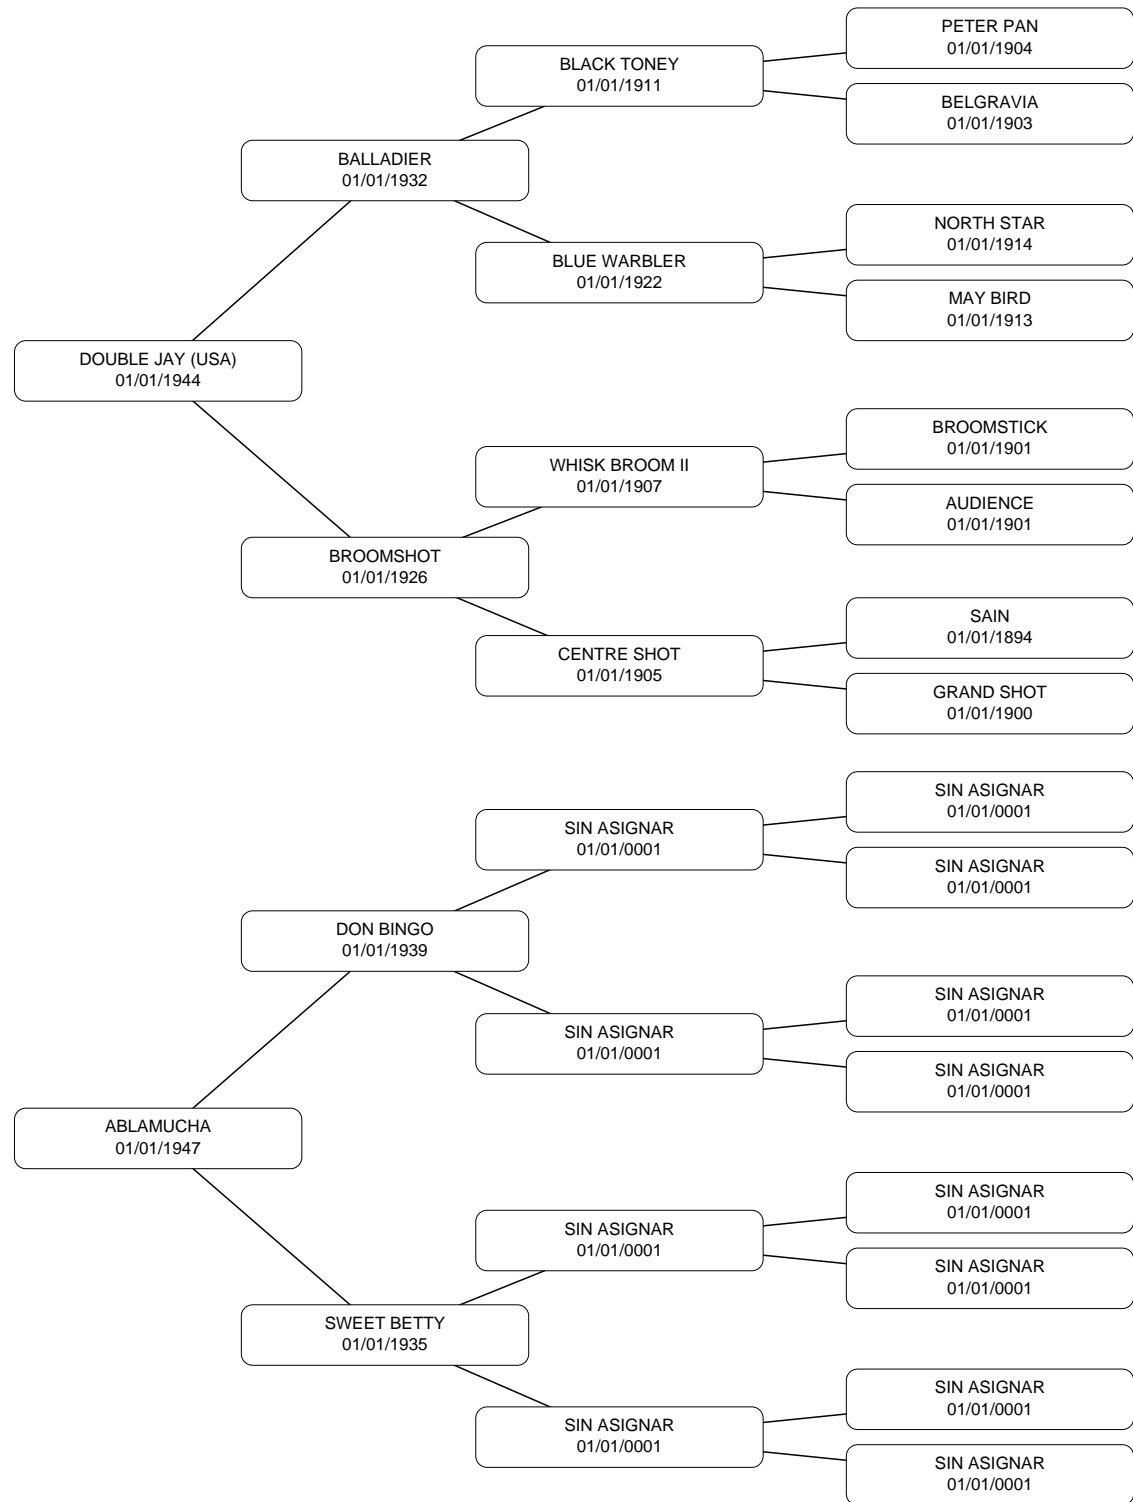 PETER PAN
01/01/1904
BLACK TONEY
01/01/1911
BELGRAVIA
01/01/1903
BALLADIER
01/01/1932
NORTH STAR
01/01/1914
BLUE WARBLER
01/01/1922
MAY BIRD
01/01/1913
DOUBLE JAY (USA)
01/01/1944
BROOMSTICK
01/01/1901
WHISK BROOM II
01/01/1907
AUDIENCE
01/01/1901
BROOMSHOT
01/01/1926
SAIN
01/01/1894
CENTRE SHOT
01/01/1905
GRAND SHOT
01/01/1900
SIN ASIGNAR
01/01/0001
SIN ASIGNAR
01/01/0001
SIN ASIGNAR
01/01/0001
DON BINGO
01/01/1939
SIN ASIGNAR
01/01/0001
SIN ASIGNAR
01/01/0001
SIN ASIGNAR
01/01/0001
ABLAMUCHA
01/01/1947
SIN ASIGNAR
01/01/0001
SIN ASIGNAR
01/01/0001
SIN ASIGNAR
01/01/0001
SWEET BETTY
01/01/1935
SIN ASIGNAR
01/01/0001
SIN ASIGNAR
01/01/0001
SIN ASIGNAR
01/01/0001